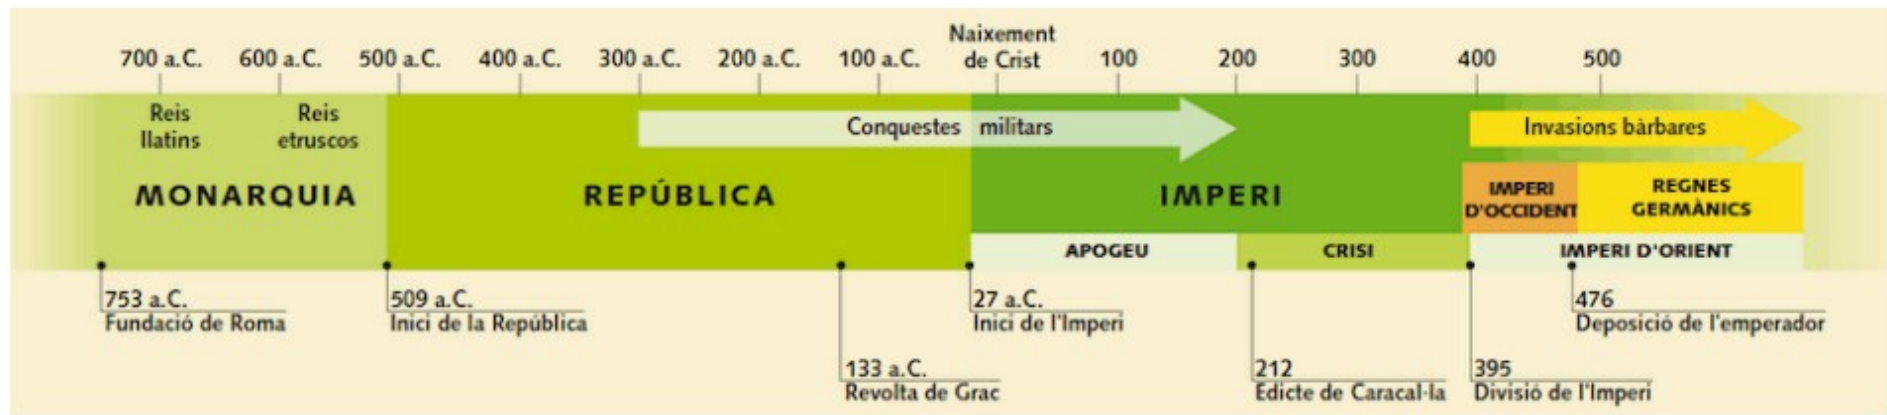 Naixement
700 a.C. 600 a.C. 500 a.C. 400 a.C. 300 a.C. 200 a.C. 100 a.C. de Crist 100 200 300 400 500
Reis
llatins
Reis
etruscos
Conquestes militars
Invasions bàrbares
MONARQUIA
REPÚBLICA
IMPERI
IMPERI
D'OCCIDENT
REGNES
GERMÀNICS
APOGEU
CRISI
IMPERI D'ORIENT
753 a.C.
Fundació de Roma
509 a.C.
Inici de la República
133 a.C.
Revolta de Grac
27 a.C.
Inici de l'Imperi
212
Edicte de Caracal·la
395
Divisió de l'Imperi
476
Deposició de l'emperador